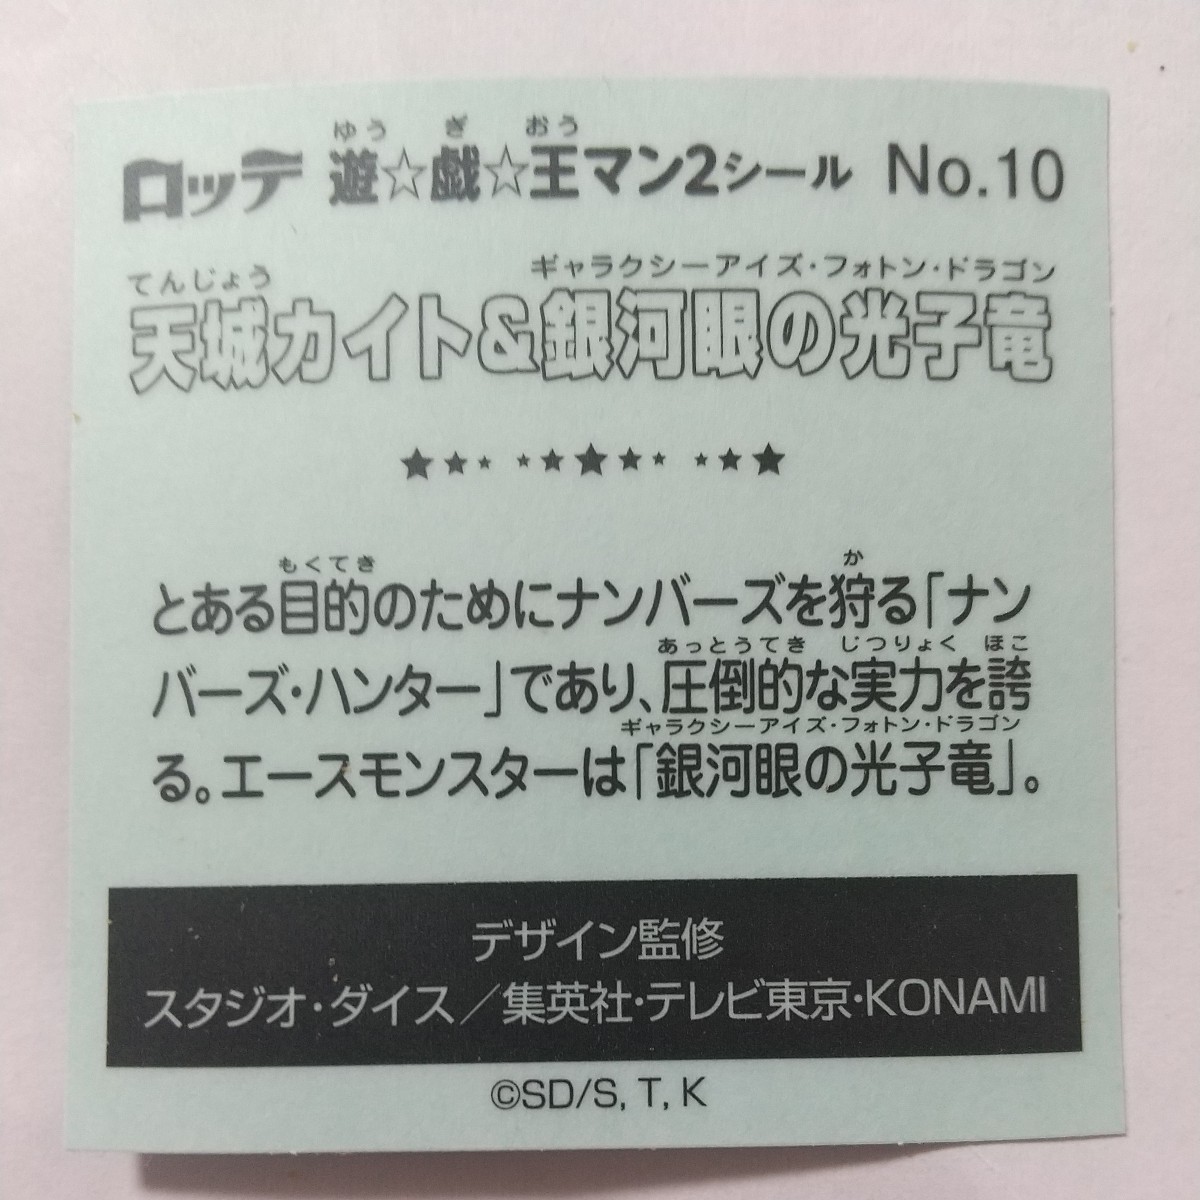 ゆう ぎ おう
ロッテ 遊☆戯☆王マン2シール No.10
てんじょう ギャラクシーアイズ・フォトン・ドラゴン
天城カイト&銀河眼の光子竜
もくてき か
とある目的のためにナンバーズを狩る「ナン
あっとうてき じつりょく ほこ
バーズ・ハンター」であり、圧倒的な実力を誇
ギャラクシーアイズ・フォトン・ドラゴン
る。エースモンスターは「銀河眼の光子竜」。
デザイン監修
スタジオ・ダイス/集英社・テレビ東京・KONAMI
©SD/S, T, K